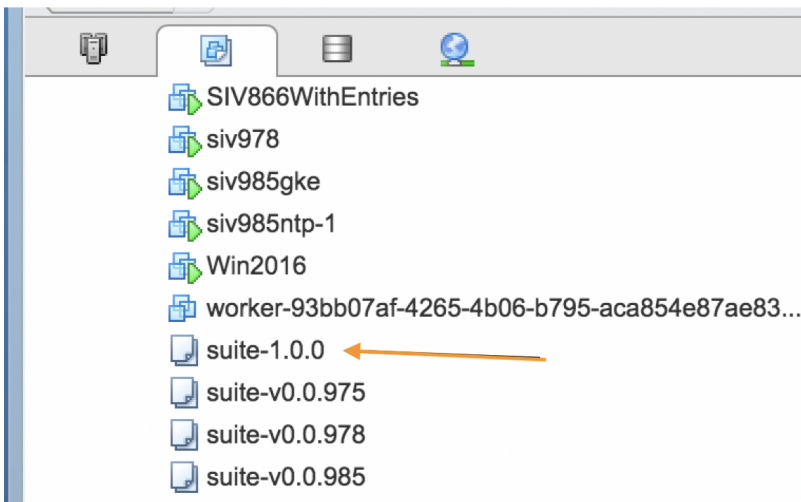 SIV866WithEntries
siv978
siv985gke
siv985ntp-1
Win2016
worker-93bb07af-4265-4b06-b795-aca854e87ae83...
suite-1.0.0
suite-v0.0.975
suite-v0.0.978
suite-v0.0.985